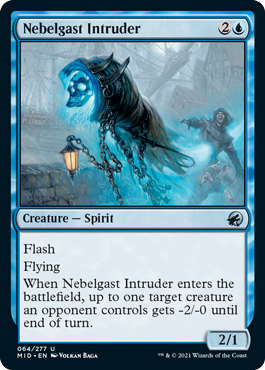 Nebelgast Intruder 2
Creature — Spirit
Flash
Flying
When Nebelgast Intruder enters the
battlefield, up to one target creature
an opponent controls gets -2/-0 until
end of turn.
2/1
064/277 U
MID • EN VOLKAN BAGA ™ & © 2021 Wizards of the Coast